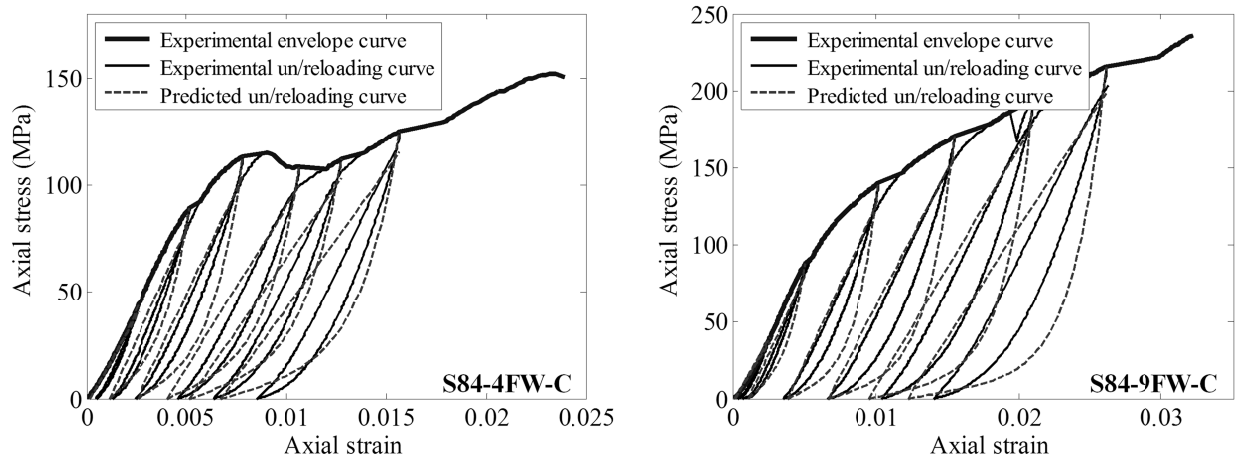 Experimental envelope curve
Experimental un/reloading curve
Predicted un/reloading curve
150
100
50
0
Axial stress (MPa)
S84-4FW-C
0 0.005 0.01 0.015 0.02 0.025
Axial strain
Experimental envelope curve
Experimental un/reloading curve
Predicted un/reloading curve
250
200
150
100
50
0
Axial stress (MPa)
S84-9FW-C
0 0.01 0.02 0.03
Axial strain